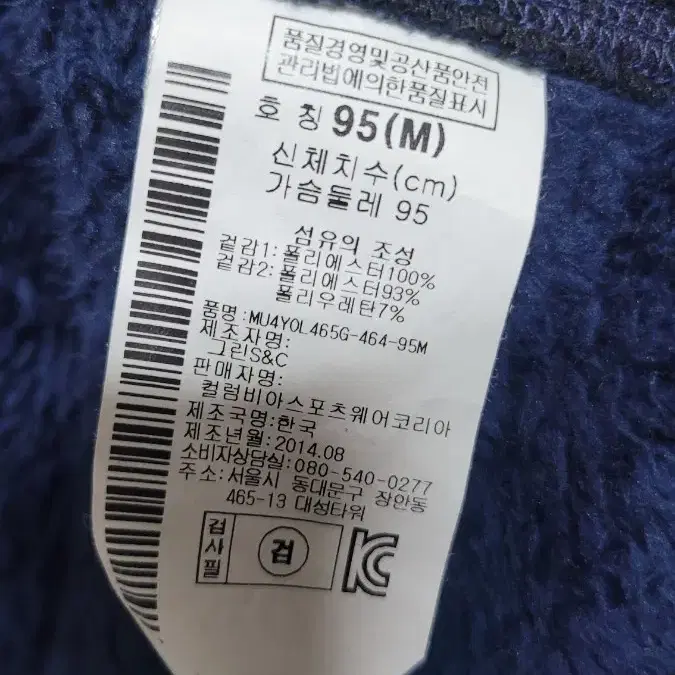 품질경영및공산품안전
관리법에의한품질표시
호 칭 95(M)
신체치수(cm)
가슴둘레 95
섬유의 조성
겉감1: 폴리에스터100%
겉감2: 폴리에스터93%
폴리우레탄7%
품명: MU4YOL465G-464-95M
제조자명:
그린S&C
판매자명:
컬럼비아스포츠웨어코리아
제조국명:한국
제조년월:2014.08
소비자상담실:080-540-0277
주소:서울시 동대문구 장안동
465-13 대성타워
검사필
검
KC